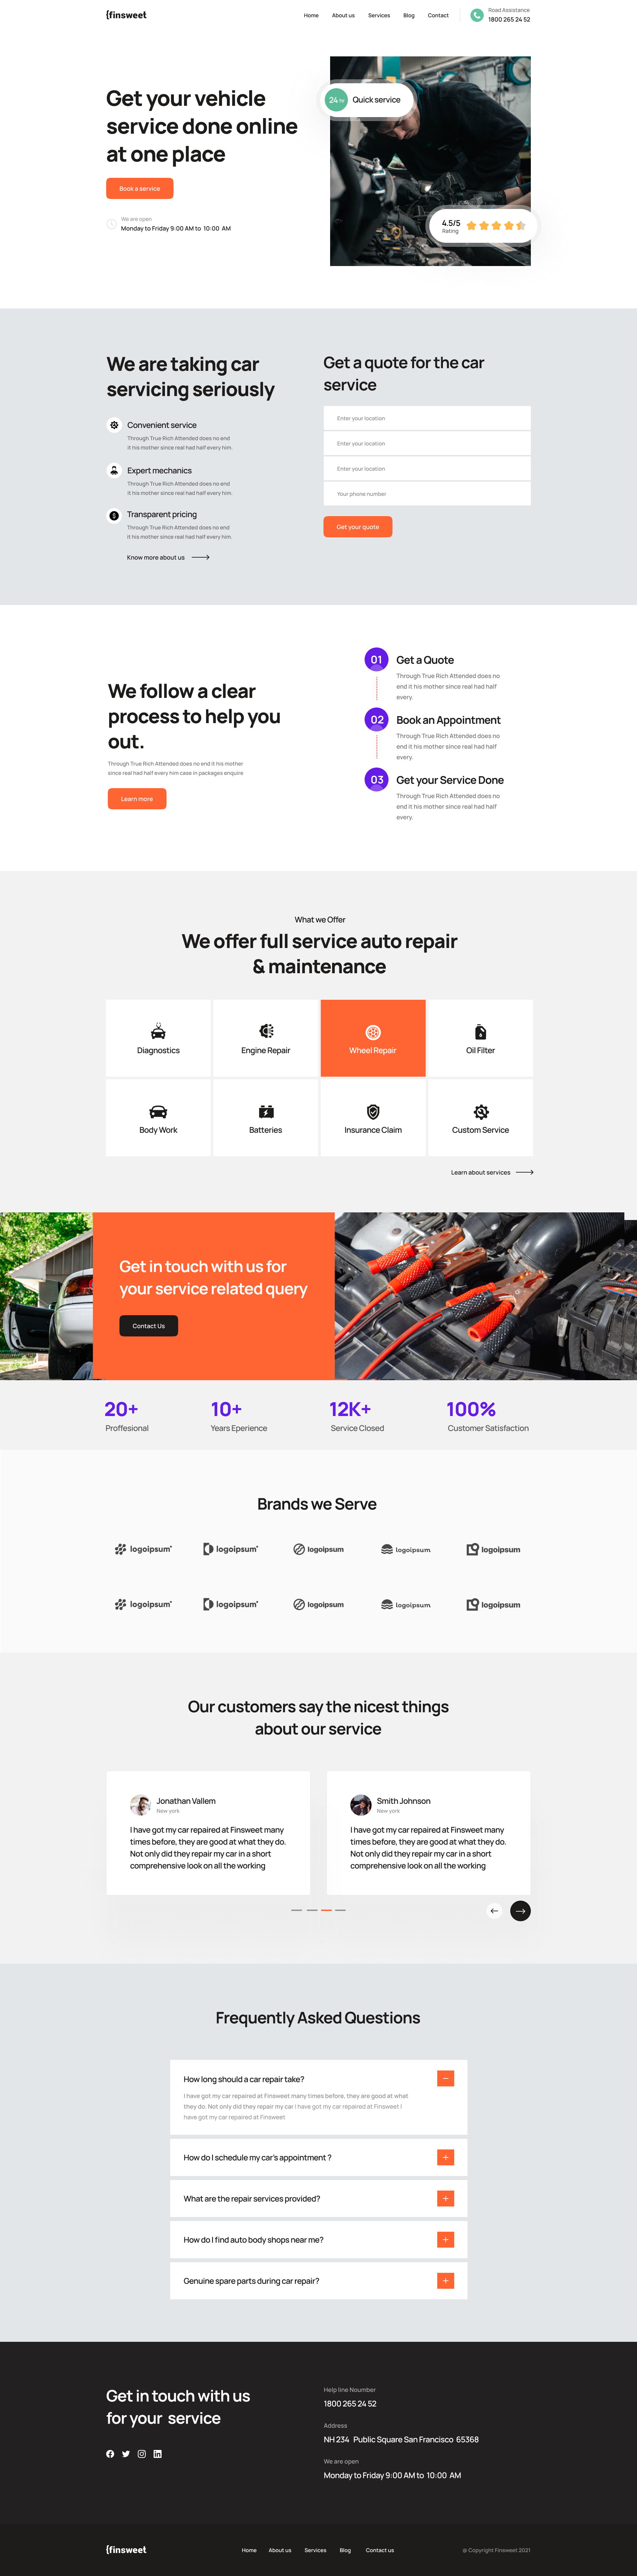 {finsweet
Home
About us
Services
Blog
Contact
Road Assistance
1800 265 24 52
Get your vehicle
service done online
at one place
Book a service
We are open
Monday to Friday 9:00 AM to 10:00 AM
24 hr
Quick service
4.5/5
Rating
We are taking car
servicing seriously
Convenient service
Through True Rich Attended does no end
it his mother since real had half every him.
Expert mechanics
Through True Rich Attended does no end
it his mother since real had half every him.
Transparent pricing
Through True Rich Attended does no end
it his mother since real had half every him.
Know more about us
Get a quote for the car
service
Enter your location
Enter your location
Enter your location
Your phone number
Get your quote
We follow a clear
process to help you
out.
Through True Rich Attended does no end it his mother
since real had half every him case in packages enquire
Learn more
01
Get a Quote
Through True Rich Attended does no
end it his mother since real had half
every.
02
Book an Appointment
Through True Rich Attended does no
end it his mother since real had half
every.
03
Get your Service Done
Through True Rich Attended does no
end it his mother since real had half
every.
What we Offer
We offer full service auto repair
& maintenance
Diagnostics
Engine Repair
Wheel Repair
Oil Filter
Body Work
Batteries
Insurance Claim
Custom Service
Learn about services
Get in touch with us for
your service related query
Contact Us
20+
Proffesional
10+
Years Eperience
12K+
Service Closed
100%
Customer Satisfaction
Brands we Serve
logoipsum
logoipsum
logoipsum
logoipsum
logoipsum
logoipsum
logoipsum
logoipsum
logoipsum
logoipsum
Our customers say the nicest things
about our service
Jonathan Vallem
New york
I have got my car repaired at Finsweet many
times before, they are good at what they do.
Not only did they repair my car in a short
comprehensive look on all the working
Smith Johnson
New york
I have got my car repaired at Finsweet many
times before, they are good at what they do.
Not only did they repair my car in a short
comprehensive look on all the working
Frequently Asked Questions
How long should a car repair take?
I have got my car repaired at Finsweet many times before, they are good at what
they do. Not only did they repair my car I have got my car repaired at Finsweet I
have got my car repaired at Finsweet
How do I schedule my car's appointment ?
What are the repair services provided?
How do I find auto body shops near me?
Genuine spare parts during car repair?
Get in touch with us
for your service
Help line Noumber
1800 265 24 52
Address
NH 234 Public Square San Francisco 65368
We are open
Monday to Friday 9:00 AM to 10:00 AM
{finsweet
Home
About us
Services
Blog
Contact us
@ Copyright Finsweet 2021